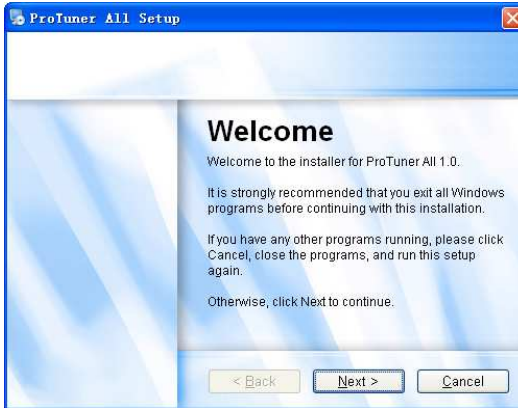 ProTuner All Setup
Welcome
Welcome to the installer for ProTuner All 1.0.
It is strongly recommended that you exit all Windows
programs before continuing with this installation.
If you have any other programs running, please click
Cancel, close the programs, and run this setup
again.
Otherwise, click Next to continue.
< Back Next > Cancel